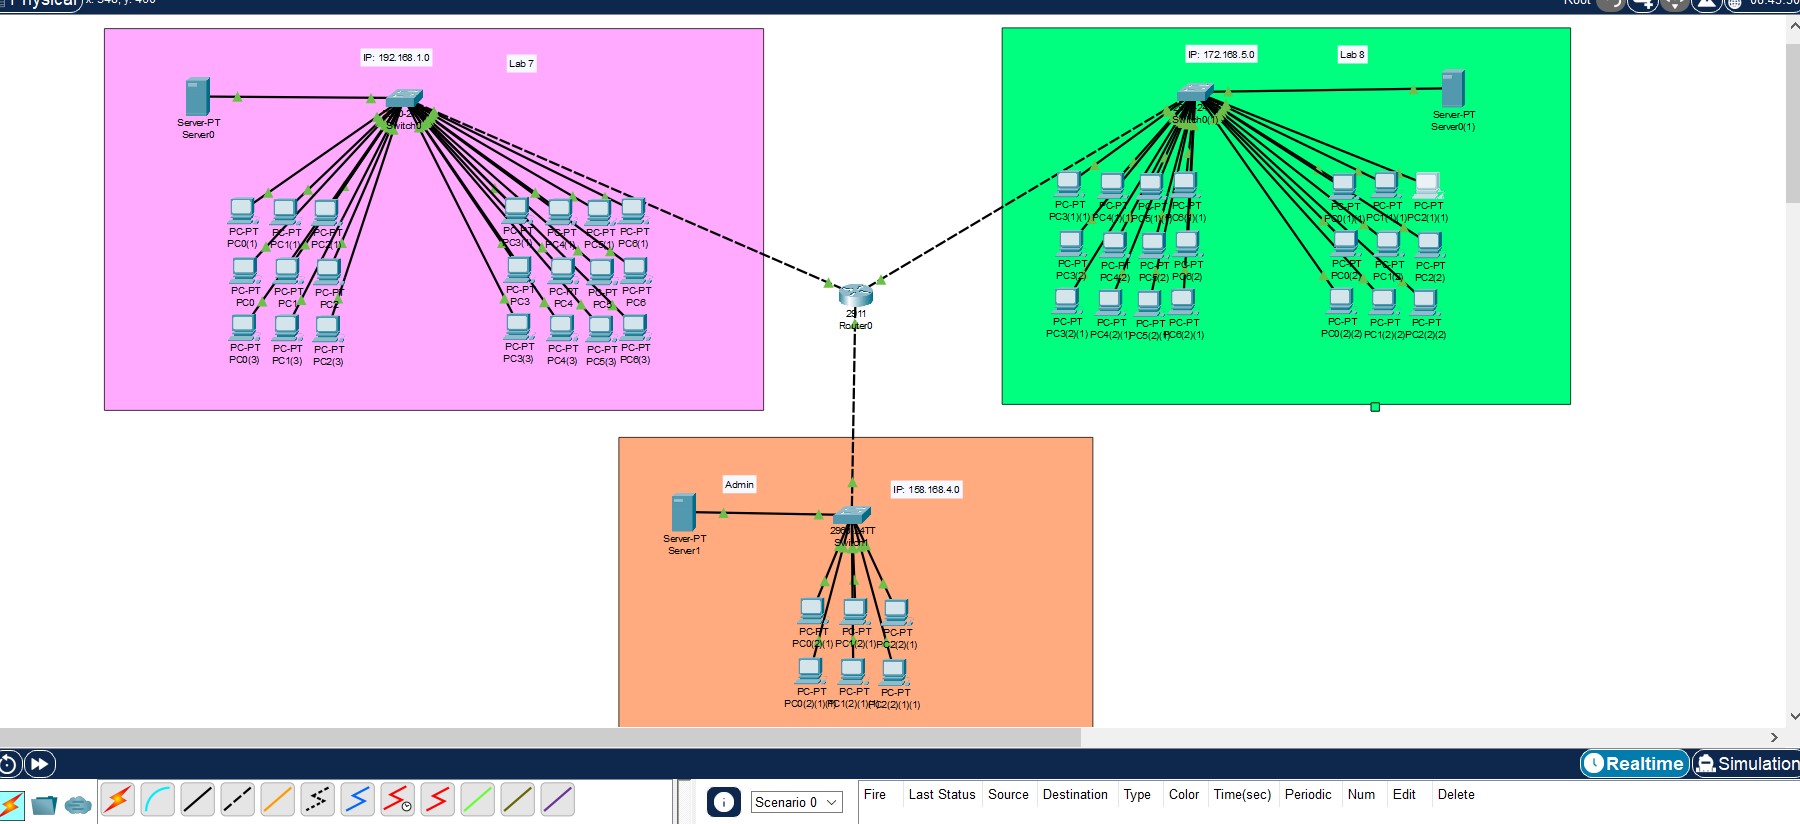 Physical
Root
IP: 192.168.1.0
Lab 7
Server-PT
Server0
Switch0
PC-PT
PC0(1)
PC-PT
PC1(1)
PC-PT
PC2(1)
PC-PT
PC3(1)
PC-PT
PC4(1)
PC-PT
PC5(1)
PC-PT
PC6(1)
PC-PT
PC0
PC-PT
PC1
PC-PT
PC2
PC-PT
PC3
PC-PT
PC4
PC-PT
PC5
PC-PT
PC6
PC-PT
PC0(3)
PC-PT
PC1(3)
PC-PT
PC2(3)
PC-PT
PC3(3)
PC-PT
PC4(3)
PC-PT
PC5(3)
PC-PT
PC6(3)
IP: 172.168.5.0
Lab 8
Switch0(1)
Server-PT
Server0(1)
PC-PT
PC3(1)(1)
PC-PT
PC4(1)(1)
PC-PT
PC5(1)(1)
PC-PT
PC6(1)(1)
PC-PT
PC0(1)(1)
PC-PT
PC1(1)(1)
PC-PT
PC2(1)(1)
PC-PT
PC3(2)
PC-PT
PC4(2)
PC-PT
PC5(2)
PC-PT
PC6(2)
PC-PT
PC0(2)
PC-PT
PC1(2)
PC-PT
PC2(2)
PC-PT
PC3(2)(1)
PC-PT
PC4(2)(1)
PC-PT
PC5(2)(1)
PC-PT
PC6(2)(1)
PC-PT
PC0(2)(2)
PC-PT
PC1(2)(2)
PC-PT
PC2(2)(2)
2911
Router0
Admin
IP: 158.168.4.0
Server-PT
Server1
2960-24TT
Switch1
PC-PT
PC0(2)(1)
PC-PT
PC1(2)(1)
PC-PT
PC2(2)(1)
PC-PT
PC0(2)(1)(1)
PC-PT
PC1(2)(1)(1)
PC-PT
PC2(2)(1)(1)
Realtime
Simulation
Scenario 0
Fire Last Status Source Destination Type Color Time(sec) Periodic Num Edit Delete